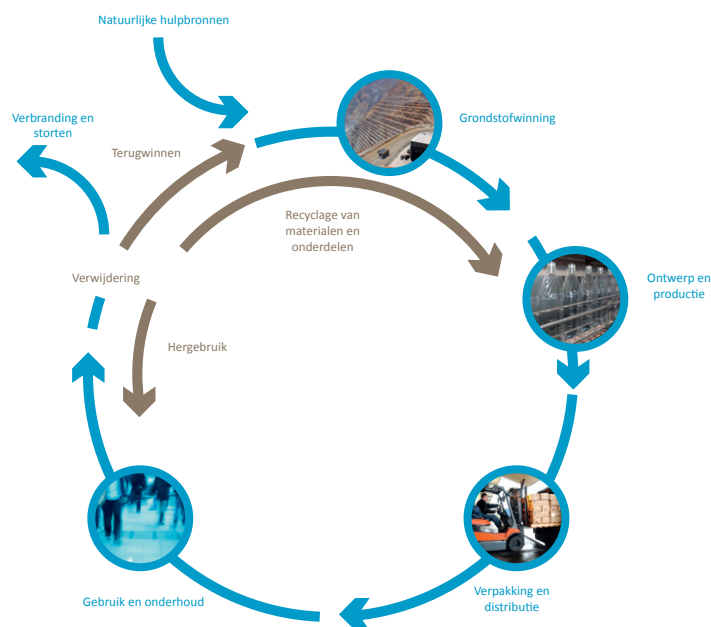 Natuurlijke hulpbronnen
Verbranding en
storten
Grondstofwinning
Terugwinnen
Recyclage van
materialen en
onderdelen
Verwijdering
Ontwerp en
productie
Hergebruik
Verpakking en
distributie
Gebruik en onderhoud